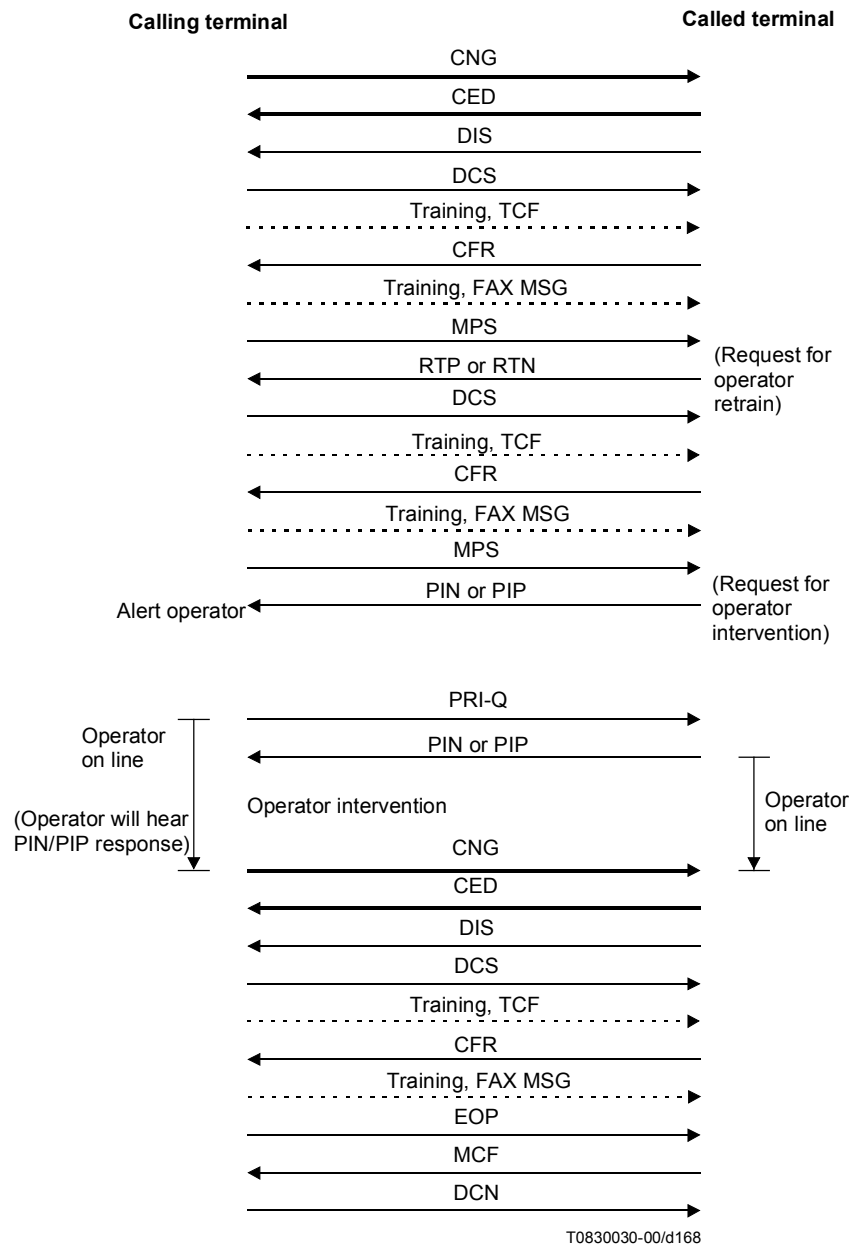 Calling terminal
Called terminal
CNG
CED
DIS
DCS
Training, TCF
CFR
Training, FAX MSG
MPS
RTP or RTN
(Request for
operator
retrain)
DCS
Training, TCF
CFR
Training, FAX MSG
MPS
PIN or PIP
(Request for
operator
intervention)
Alert operator
PRI-Q
Operator
on line
PIN or PIP
(Operator will hear
PIN/PIP response)
Operator intervention
Operator
on line
CNG
CED
DIS
DCS
Training, TCF
CFR
Training, FAX MSG
EOP
MCF
DCN
T0830030-00/d168